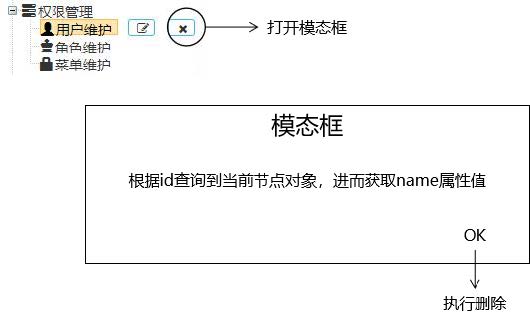 权限管理
用户维护
打开模态框
角色维护
菜单维护
模态框
根据id查询到当前节点对象，进而获取name属性值
OK
执行删除